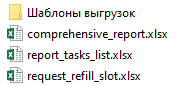 Шаблоны выгрузок
comprehensive_report.xlsx
report_tasks_list.xlsx
request_refill_slot.xlsx